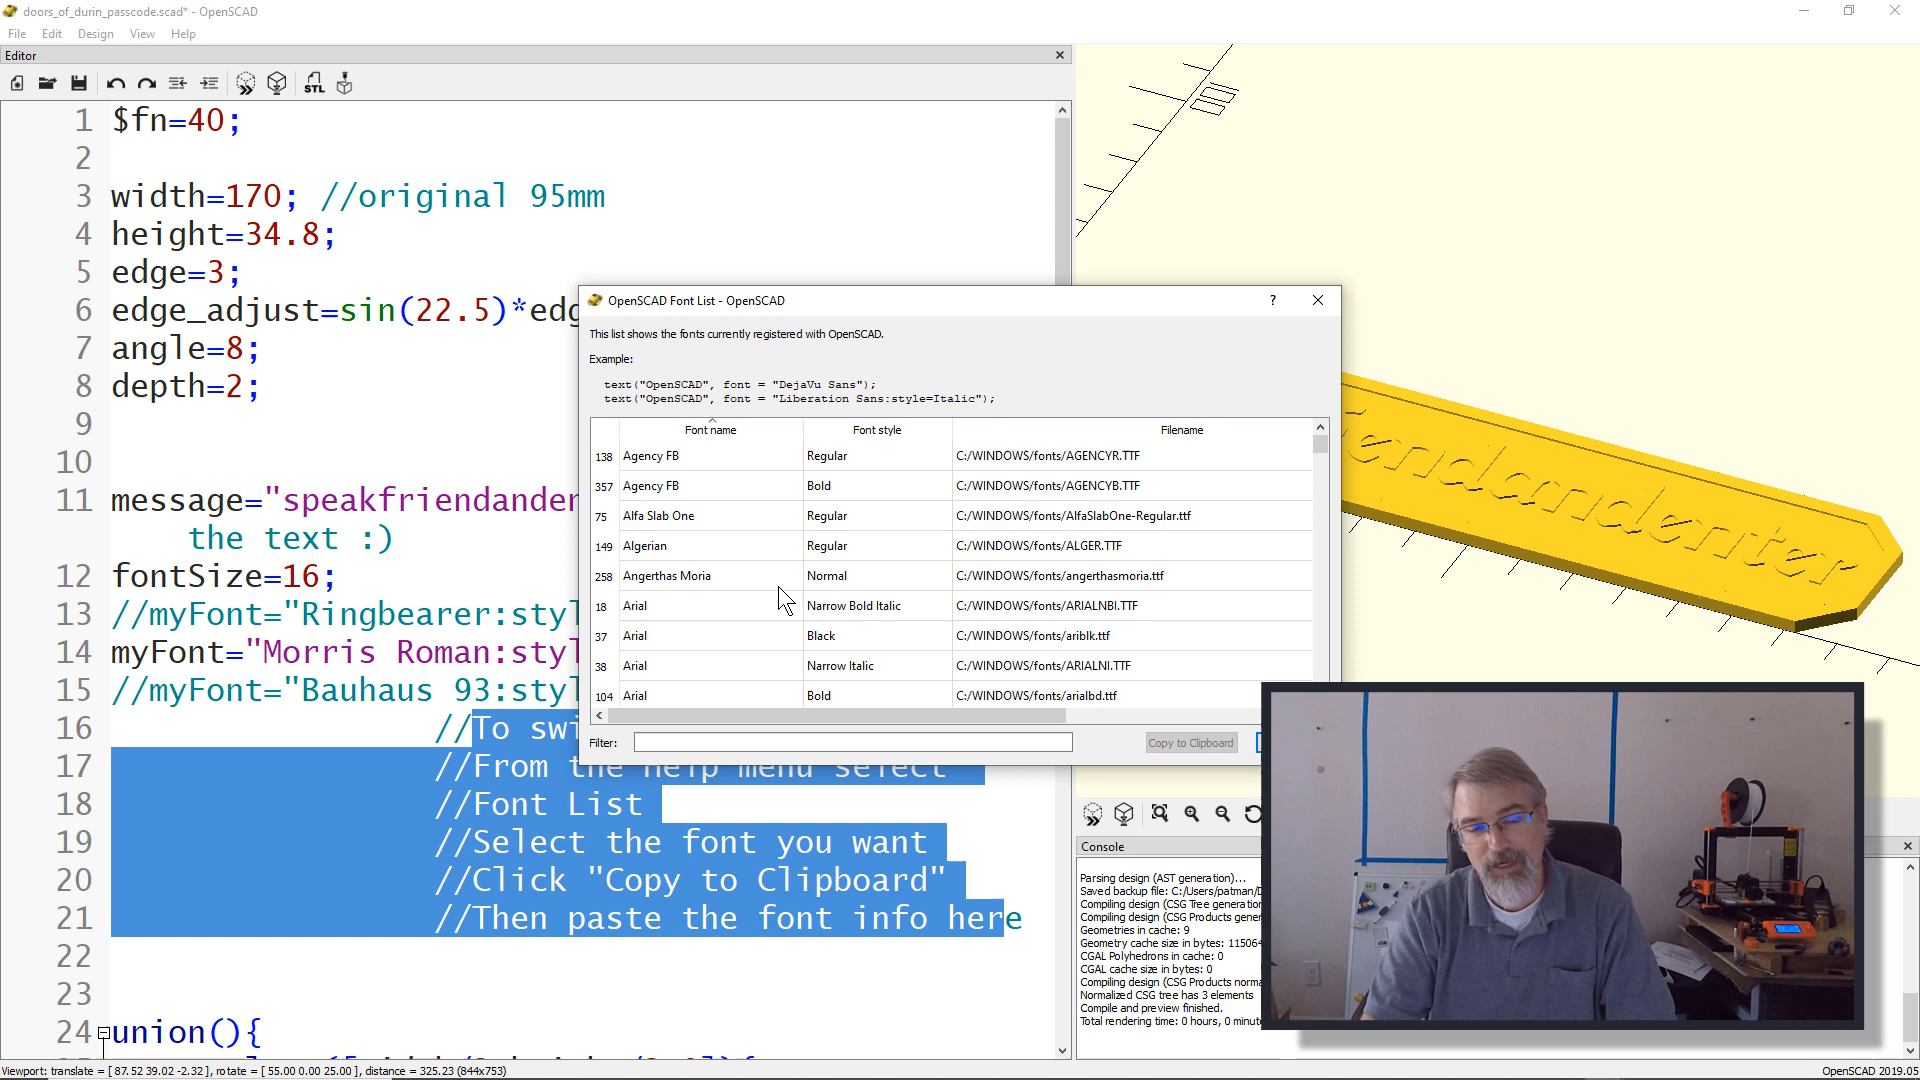 doors_of_durin_passcode.scad* - OpenSCAD
File Edit Design View Help
Editor
STL
1 $fn=40;
2
3 width=170; //original 95mm
4 height=34.8;
5 edge=3;
6 edge_adjust=sin(22.5)*edg
7 angle=8;
8 depth=2;
9
10
11 message="speakfriendanden
the text :)
12 fontSize=16;
13 //myFont="Ringbearer:styl
14 myFont="Morris Roman:styl
15 //myFont="Bauhaus 93:styl
16 //To swi
17 //From the help menu select
18 //Font List
19 //Select the font you want
20 //Click "Copy to Clipboard"
21 //Then paste the font info here
22
23
24 union(){
OpenSCAD Font List - OpenSCAD
This list shows the fonts currently registered with OpenSCAD.
Example:
text("OpenSCAD", font = "DejaVu Sans");
text("OpenSCAD", font = "Liberation Sans:style=Italic");
Font name Font style Filename
138 Agency FB Regular C:/WINDOWS/fonts/AGENCYR.TTF
357 Agency FB Bold C:/WINDOWS/fonts/AGENCYB.TTF
75 Alfa Slab One Regular C:/WINDOWS/fonts/AlfaSlabOne-Regular.ttf
149 Algerian Regular C:/WINDOWS/fonts/ALGER.TTF
258 Angerthas Moria Normal C:/WINDOWS/fonts/angerthasmoria.ttf
18 Arial Narrow Bold Italic C:/WINDOWS/fonts/ARIALNBI.TTF
37 Arial Black C:/WINDOWS/fonts/ariblk.ttf
38 Arial Narrow Italic C:/WINDOWS/fonts/ARIALNI.TTF
104 Arial Bold C:/WINDOWS/fonts/arialbd.ttf
Filter: Copy to Clipboard
endandenter
Console
Parsing design (AST generation)...
Saved backup file: C:/Users/patman/D
Compiling design (CSG Tree generation
Compiling design (CSG Products gener
Geometries in cache: 9
Geometry cache size in bytes: 115064
CGAL Polyhedrons in cache: 0
CGAL cache size in bytes: 0
Compiling design (CSG Products norma
Normalized CSG tree has 3 elements
Compile and preview finished.
Total rendering time: 0 hours, 0 minut
Viewport: translate = [ 87.52 39.02 -2.32 ], rotate = [ 55.00 0.00 25.00 ], distance = 325.23 (844x753)
OpenSCAD 2019.05